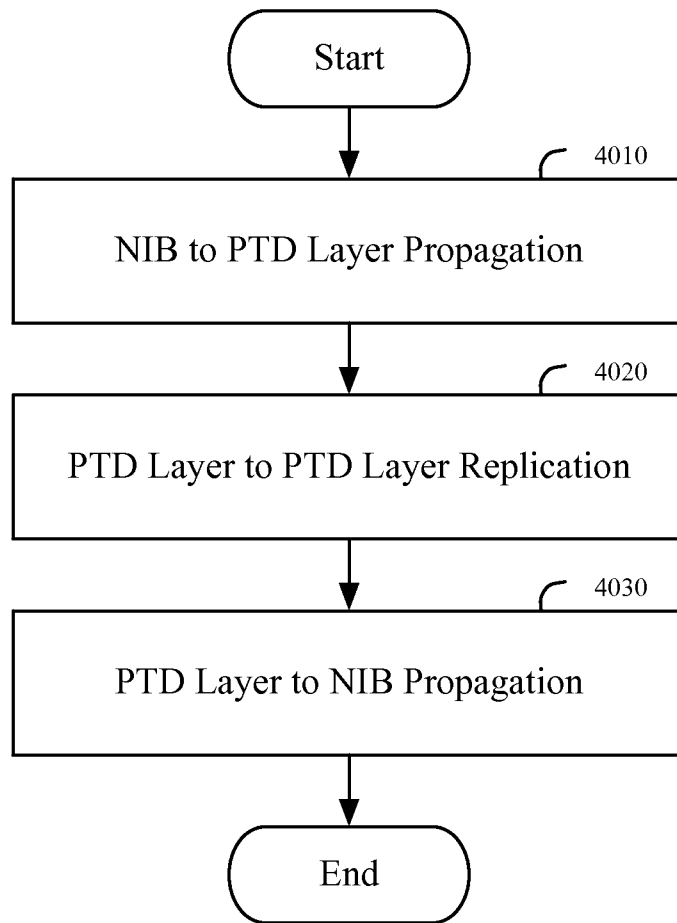 Start
4010
NIB to PTD Layer Propagation
4020
PTD Layer to PTD Layer Replication
4030
PTD Layer to NIB Propagation
End